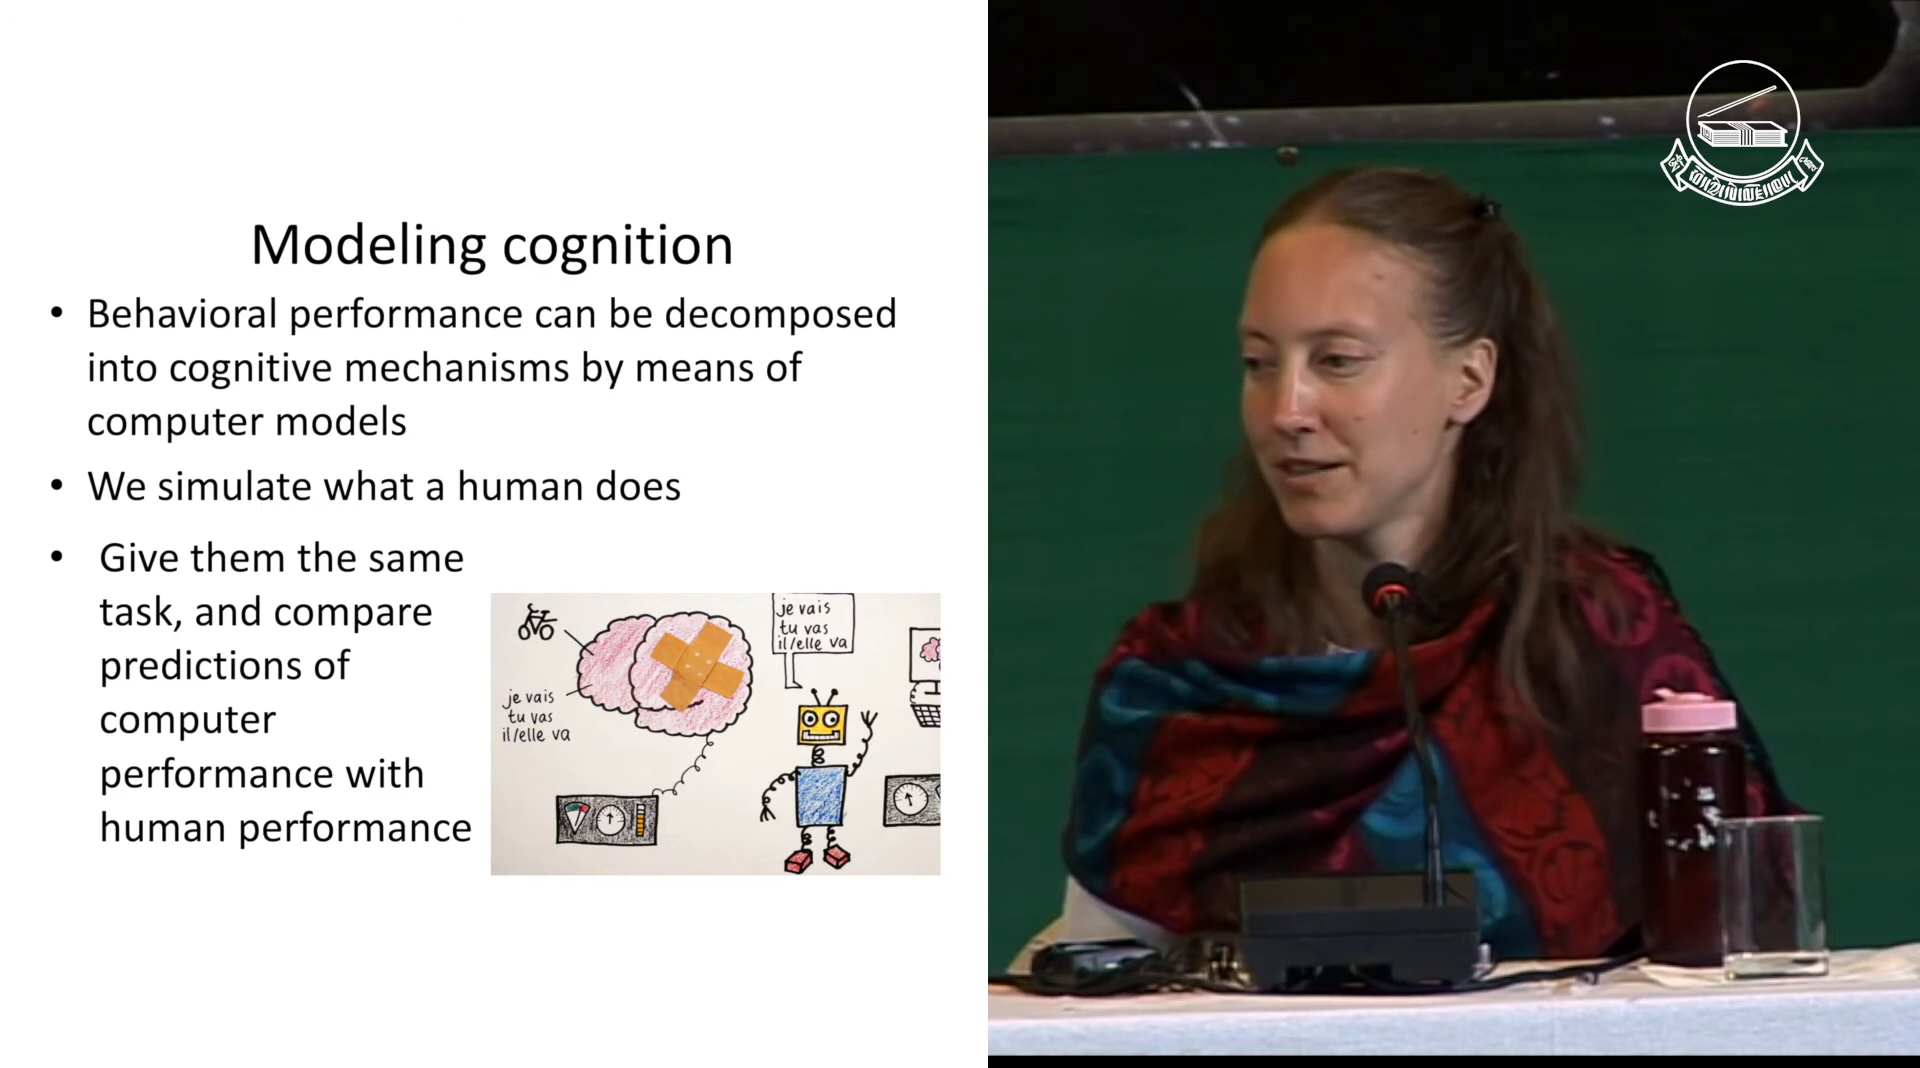 Modeling cognition
• Behavioral performance can be decomposed
into cognitive mechanisms by means of
computer models
• We simulate what a human does
• Give them the same
task, and compare
predictions of
computer
performance with
human performance
je vais
tu vas
il/elle va
je vais
tu vas
il/elle va